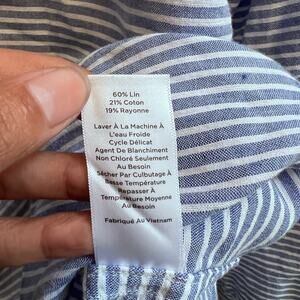 60% Lin
21% Coton
19% Rayonne
Laver À La Machine À
L'eau Froide
Cycle Délicat
Agent De Blanchiment
Non Chloré Seulement
Au Besoin
Sécher Par Culbutage À
Basse Température
Repasser À
Température Moyenne
Au Besoin
Fabriqué Au Vietnam